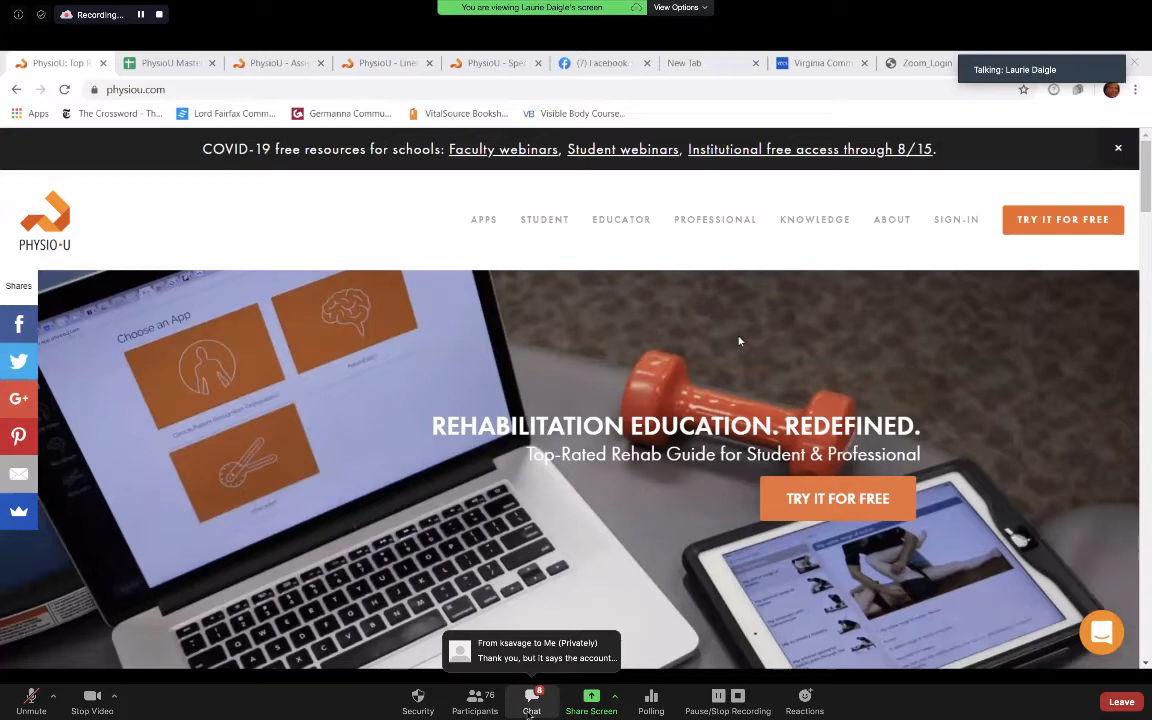 Recording...
You are viewing Laurie Daigle's screen
View Options
PhysioU: Top R
PhysioU Master
PhysioU - Asse
PhysioU - Line
PhysioU - Spe
(7) Facebook
New Tab
Virginia Comm
Zoom_Login
Talking: Laurie Daigle
physiou.com
Apps
The Crossword - Th...
Lord Fairfax Comm...
Germanna Commu...
VitalSource Booksh...
VB Visible Body Course...
COVID-19 free resources for schools: Faculty webinars, Student webinars, Institutional free access through 8/15.
PHYSIO•U
APPS STUDENT EDUCATOR PROFESSIONAL KNOWLEDGE ABOUT SIGN-IN TRY IT FOR FREE
Shares
Choose an App
REHABILITATION EDUCATION. REDEFINED.
Top-Rated Rehab Guide for Student & Professional
TRY IT FOR FREE
From ksavage to Me (Privately)
Thank you, but it says the account...
76
8
Unmute
Stop Video
Security
Participants
Chat
Share Screen
Polling
Pause/Stop Recording
Reactions
Leave